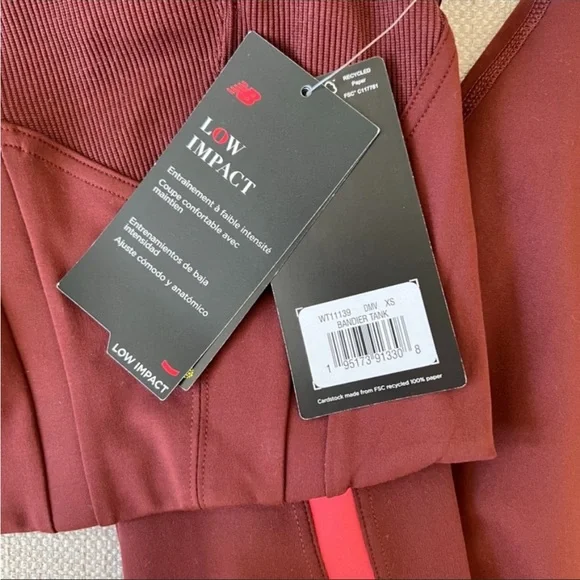 NB
LOW
IMPACT
Entraînement à faible intensité
Coupe confortable avec
maintien
Entrenamientos de baja
intensidad
Ajuste cómodo y anatómico
LOW IMPACT
RECYCLED
Paper
FSC® C117781
WT11139 DMV XS
BANDIER TANK
1 95173 91330 8
Cardstock made from FSC recycled 100% paper